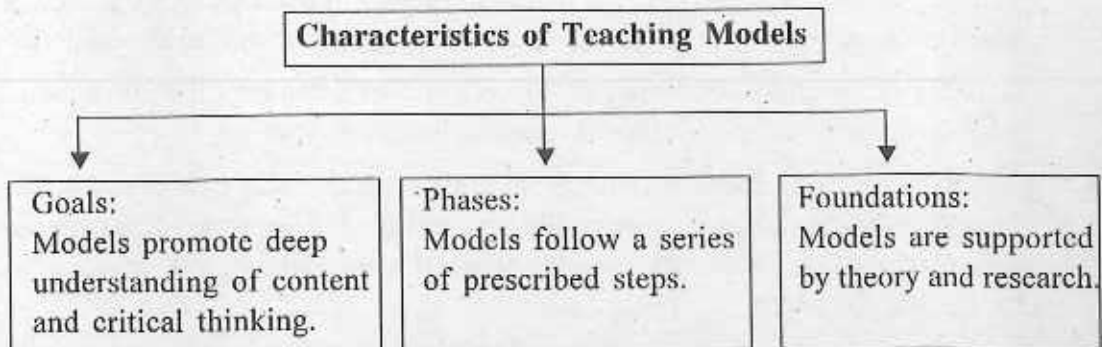 Characteristics of Teaching Models
Goals:
Models promote deep
understanding of content
and critical thinking.
Phases:
Models follow a series
of prescribed steps.
Foundations:
Models are supported
by theory and research.